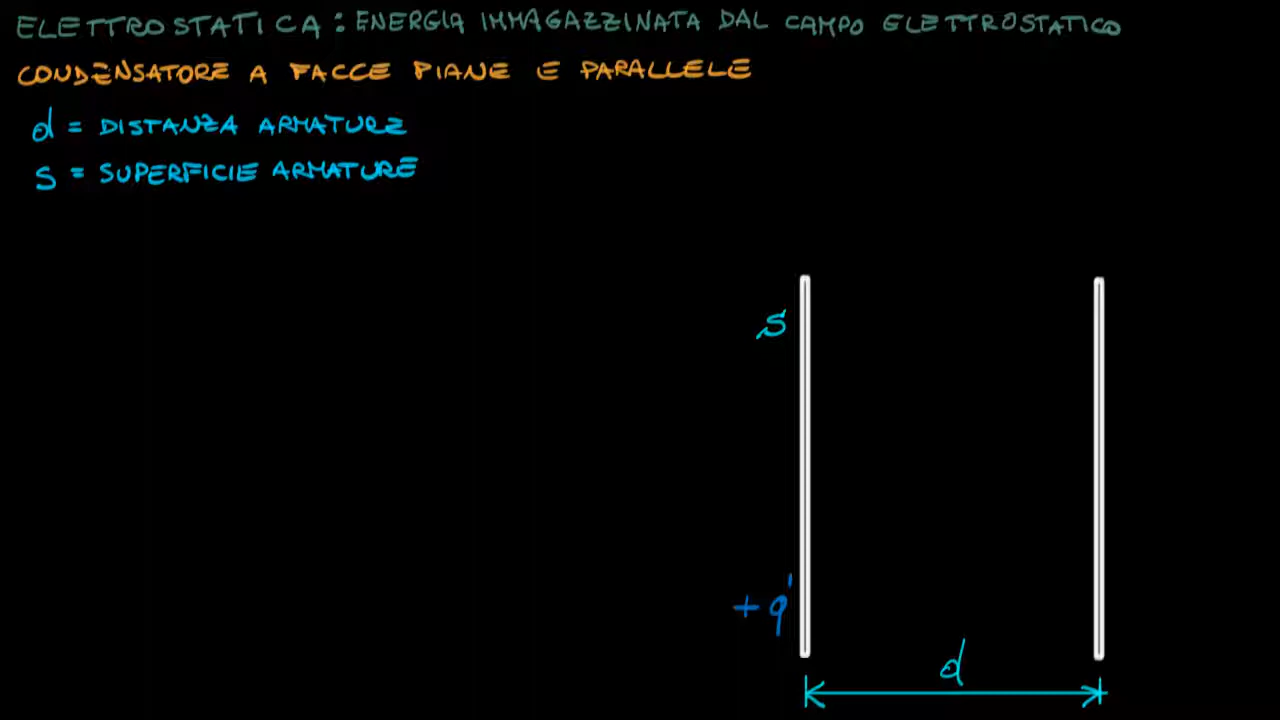 ELETTROSTATICA: ENERGIA IMMAGAZZINATA DAL CAMPO ELETTROSTATICO
CONDENSATORE A FACCE PIANE E PARALLELE
d = DISTANZA ARMATURE
S = SUPERFICIE ARMATURE
S
+q'
d